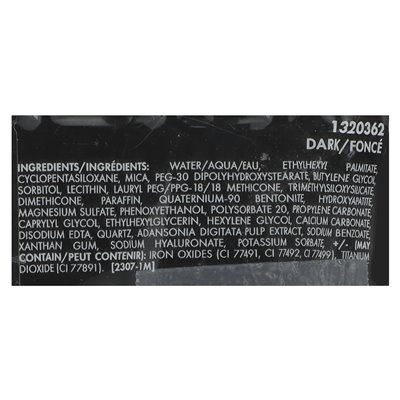 1320362
DARK/FONCÉ
INGREDIENTS/INGRÉDIENTS: WATER/AQUA/EAU, ETHYLHEXYL PALMITATE,
CYCLOPENTASILOXANE, MICA, PEG-30 DIPOLYHYDROXYSTEARATE, BUTYLENE GLYCOL,
SORBITOL, LECITHIN, LAURYL PEG/PPG-18/18 METHICONE, TRIMETHYLSILOXYSILICATE,
DIMETHICONE, PARAFFIN, QUATERNIUM-90 BENTONITE, HYDROXYAPATITE,
MAGNESIUM SULFATE, PHENOXYETHANOL, POLYSORBATE 20, PROPYLENE CARBONATE,
CAPRYLYL GLYCOL, ETHYLHEXYLGLYCERIN, HEXYLENE GLYCOL, CALCIUM CARBONATE,
DISODIUM EDTA, QUARTZ, ADANSONIA DIGITATA PULP EXTRACT, SODIUM BENZOATE,
XANTHAN GUM, SODIUM HYALURONATE, POTASSIUM SORBATE, +/- (MAY
CONTAIN/PEUT CONTENIR): IRON OXIDES (CI 77491, CI 77492, CI 77499), TITANIUM
DIOXIDE (CI 77891). [2307-1M]